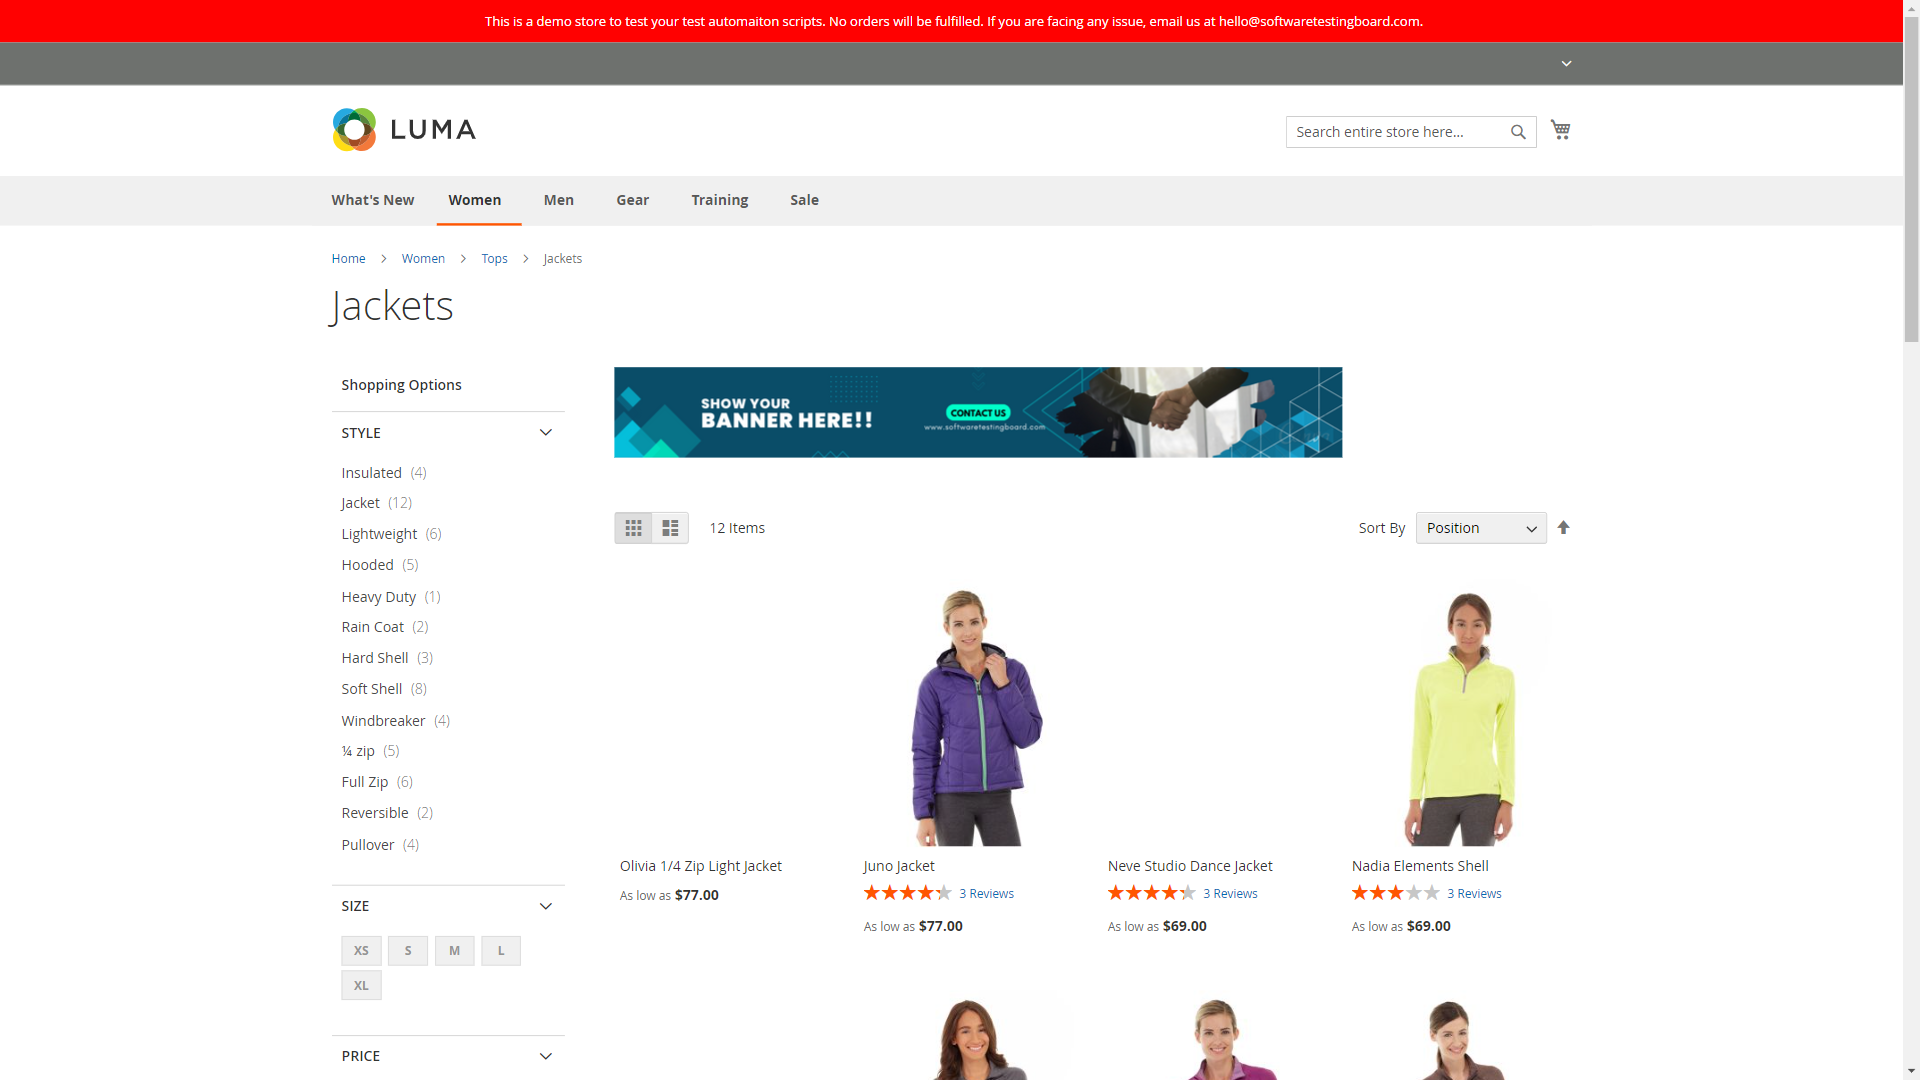 This is a demo store to test your test automaiton scripts. No orders will be fulfilled. If you are facing any issue, email us at hello@softwaretestingboard.com.
LUMA
Search entire store here...
What's New
Women
Men
Gear
Training
Sale
Home
Women
Tops
Jackets
Jackets
Shopping Options
STYLE
Insulated (4)
Jacket (12)
Lightweight (6)
Hooded (5)
Heavy Duty (1)
Rain Coat (2)
Hard Shell (3)
Soft Shell (8)
Windbreaker (4)
¼ zip (5)
Full Zip (6)
Reversible (2)
Pullover (4)
SIZE
XS
S
M
L
XL
PRICE
SHOW YOUR
BANNER HERE!!
CONTACT US
www.softwaretestingboard.com
12 Items
Sort By
Position
Olivia 1/4 Zip Light Jacket
As low as $77.00
Juno Jacket
3 Reviews
As low as $77.00
Neve Studio Dance Jacket
3 Reviews
As low as $69.00
Nadia Elements Shell
3 Reviews
As low as $69.00